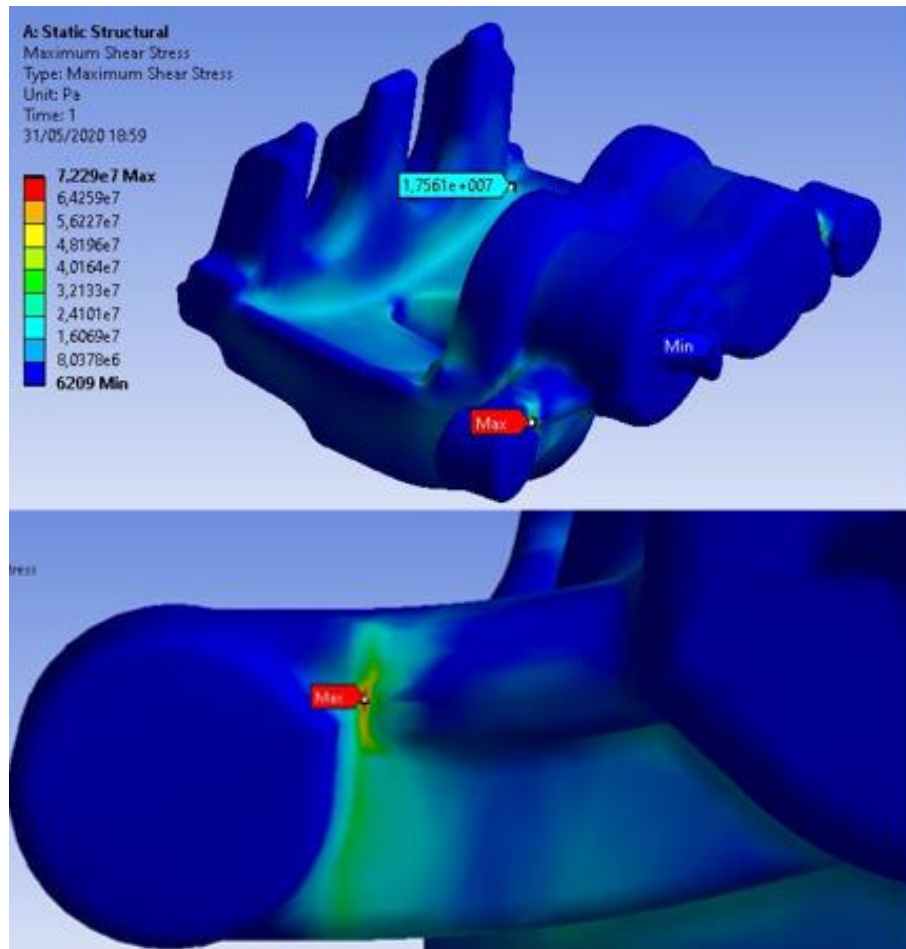 A: Static Structural
Maximum Shear Stress
Type: Maximum Shear Stress
Unit: Pa
Time: 1
31/05/2020 18:59
7,229e7 Max
6,4259e7
5,6227e7
4,8196e7
4,0164e7
3,2133e7
2,4101e7
1,6069e7
8,0378e6
6209 Min
1,7561e+007
Min
Max
tress
Max